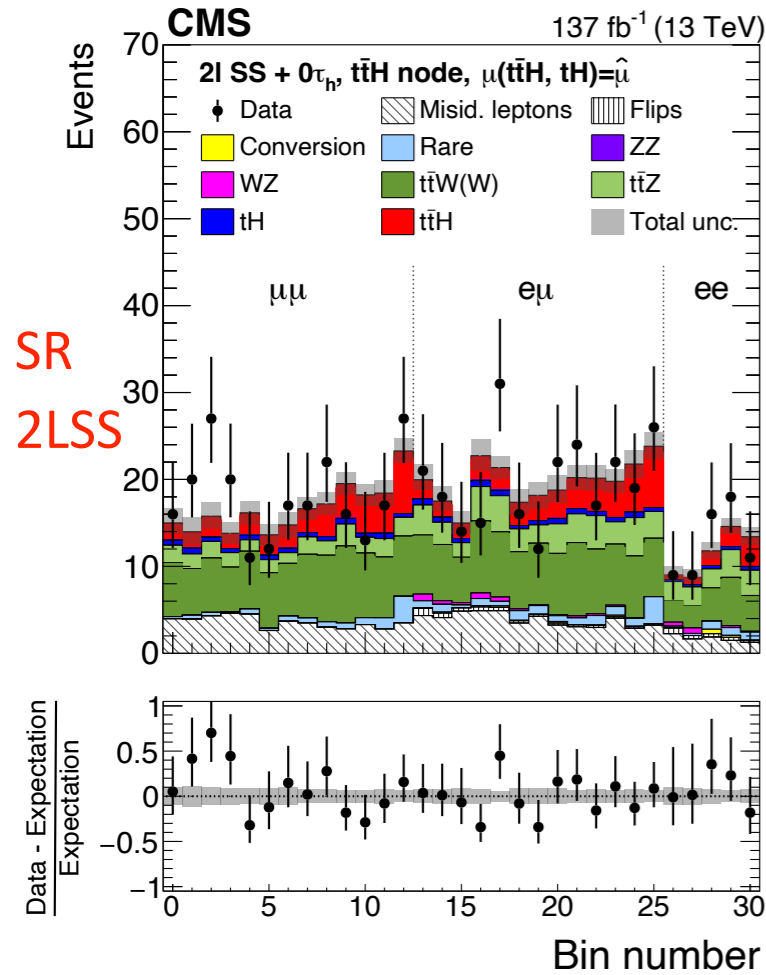 CMS 137 fb⁻¹ (13 TeV)
Events
70
60
50
40
30
20
10
0
2l SS + 0τh, tt̄H node, μ(tt̄H, tH)=μ̂
Data Misid. leptons Flips
Conversion Rare ZZ
WZ tt̄W(W) tt̄Z
tH tt̄H Total unc.
μμ eμ ee
SR
2LSS
Data - Expectation
Expectation
1
0.5
0
−0.5
−1
0 5 10 15 20 25 30
Bin number